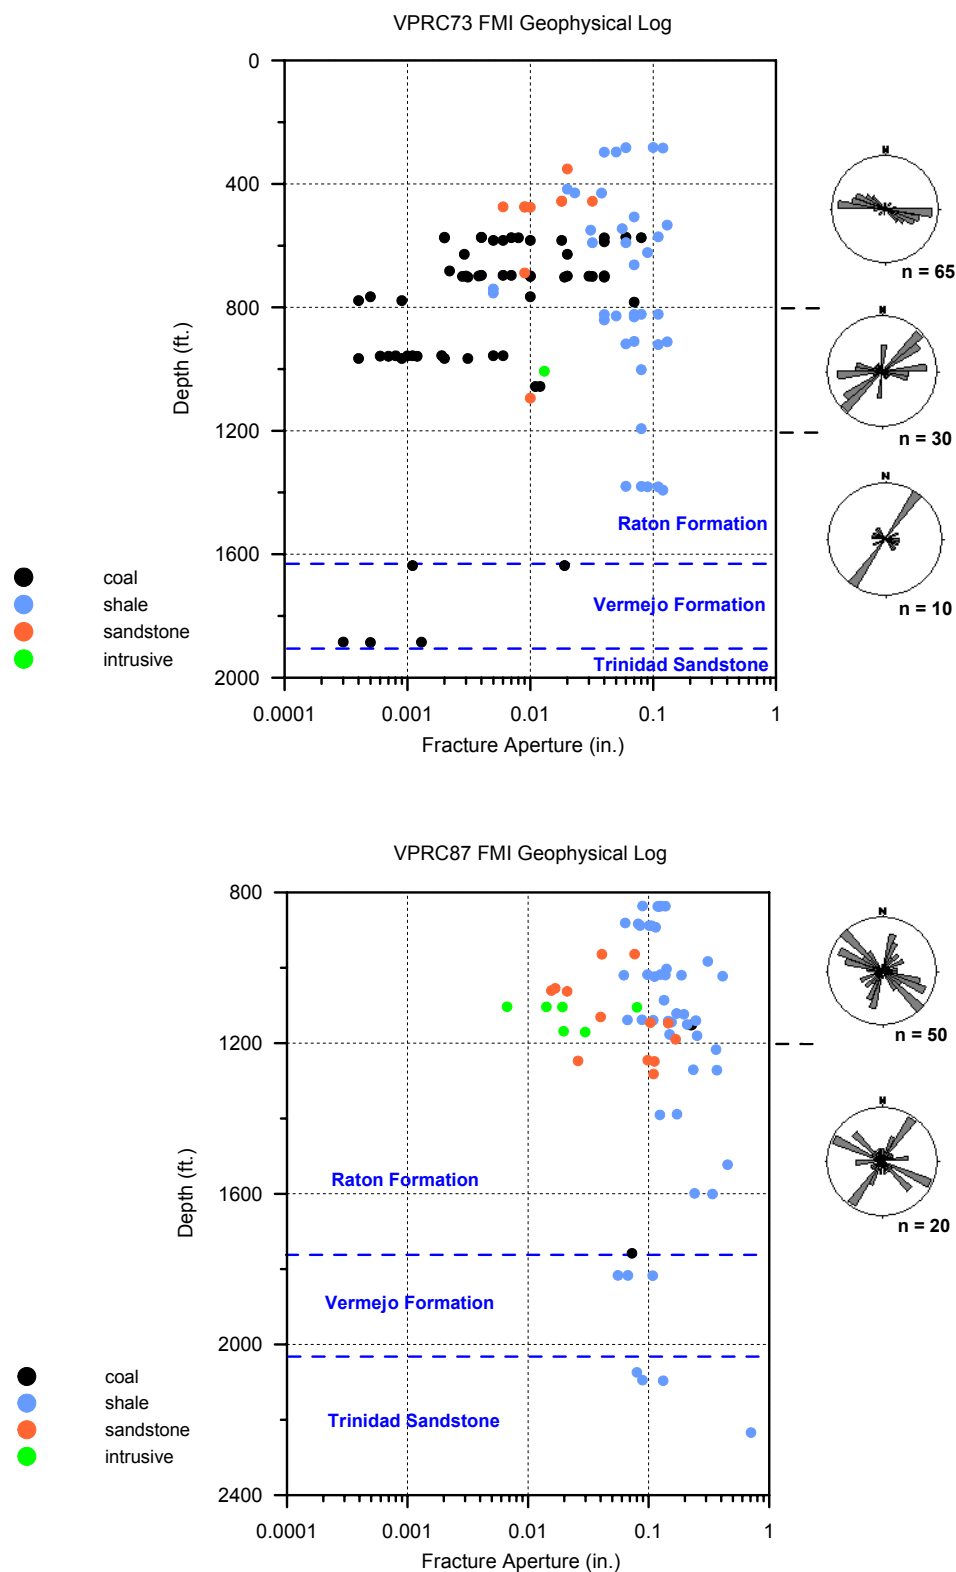 VPRC73 FMI Geophysical Log
0
400
800
1200
1600
2000
Depth (ft.)
0.0001
0.001
0.01
0.1
1
Fracture Aperture (in.)
Raton Formation
Vermejo Formation
Trinidad Sandstone
coal
shale
sandstone
intrusive
N
n = 65
N
n = 30
N
n = 10
VPRC87 FMI Geophysical Log
800
1200
1600
2000
2400
Depth (ft.)
0.0001
0.001
0.01
0.1
1
Fracture Aperture (in.)
Raton Formation
Vermejo Formation
Trinidad Sandstone
coal
shale
sandstone
intrusive
N
n = 50
N
n = 20